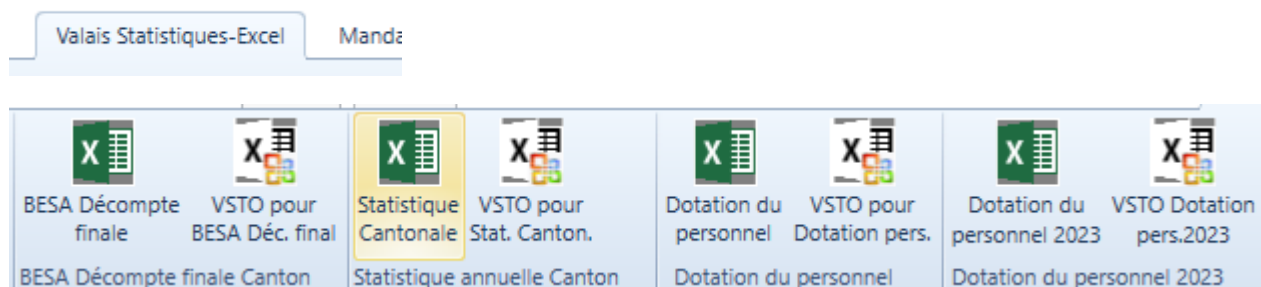 Valais Statistiques-Excel Manda
BESA Décompte finale VSTO pour BESA Déc. final Statistique Cantonale VSTO pour Stat. Canton. Dotation du personnel VSTO pour Dotation pers. Dotation du personnel 2023 VSTO Dotation pers.2023
BESA Décompte finale Canton Statistique annuelle Canton Dotation du personnel Dotation du personnel 2023